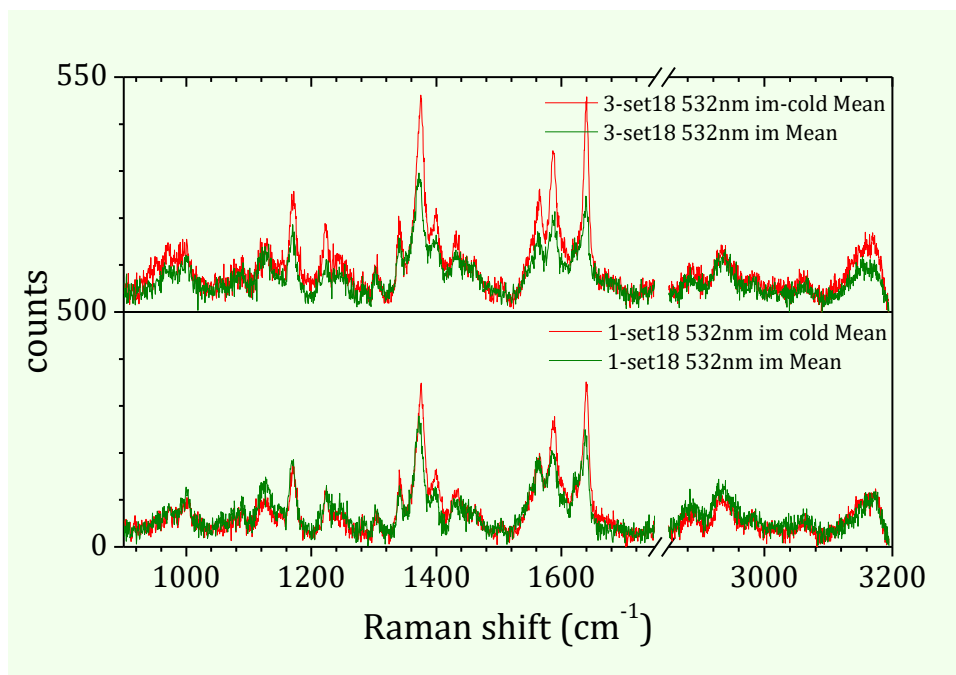 550
3-set18 532nm im-cold Mean
3-set18 532nm im Mean
500
counts
1-set18 532nm im cold Mean
1-set18 532nm im Mean
0
1000 1200 1400 1600 3000 3200
Raman shift (cm⁻¹)